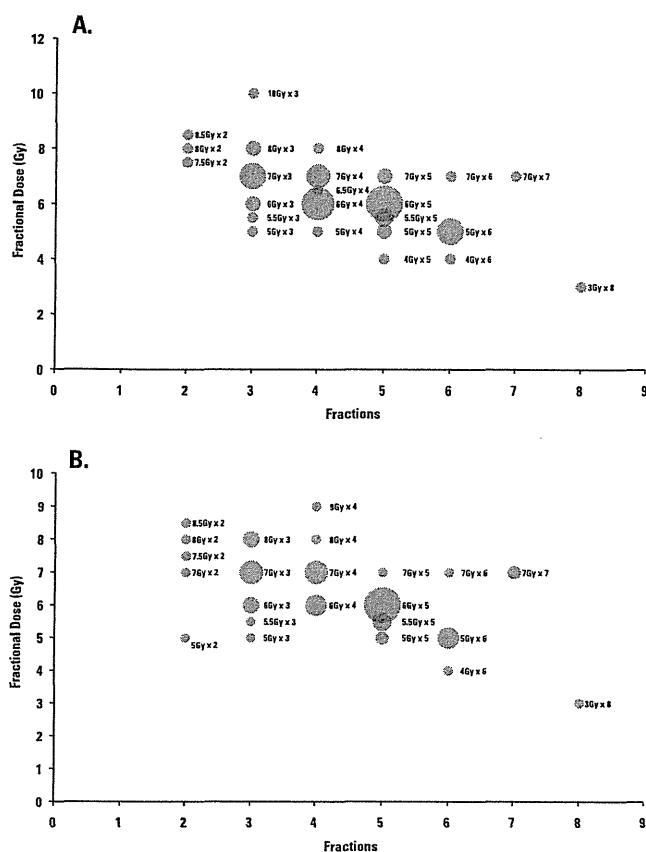 A.
12
10Gy x 3
10
8.5Gy x 2
8Gy x 2
8Gy x 3
8Gy x 4
8
7.5Gy x 2
7Gy x3
7Gy x 4
7Gy x 5
7Gy x 6
7Gy x 7
6.5Gy x 4
6
6Gy x 3
6Gy x 4
6Gy x 5
5.5Gy x 3
5.5Gy x 5
5Gy x 3
5Gy x 4
5Gy x 5
5Gy x 6
4
4Gy x 5
4Gy x 6
3Gy x 8
2
0
Fractional Dose (Gy)
0 1 2 3 4 5 6 7 8 9
Fractions
B.
10
9
9Gy x 4
8.5Gy x 2
8
8Gy x 2
8Gy x 3
8Gy x 4
7.5Gy x 2
7
7Gy x 2
7Gy x 3
7Gy x 4
7Gy x 5
7Gy x 6
7Gy x 7
6
6Gy x 3
6Gy x 4
6Gy x 5
5.5Gy x 3
5.5Gy x 5
5
5Gy x 2
5Gy x 3
5Gy x 5
5Gy x 6
4
4Gy x 6
3
3Gy x 8
2
1
0
Fractional Dose (Gy)
0 1 2 3 4 5 6 7 8 9
Fractions